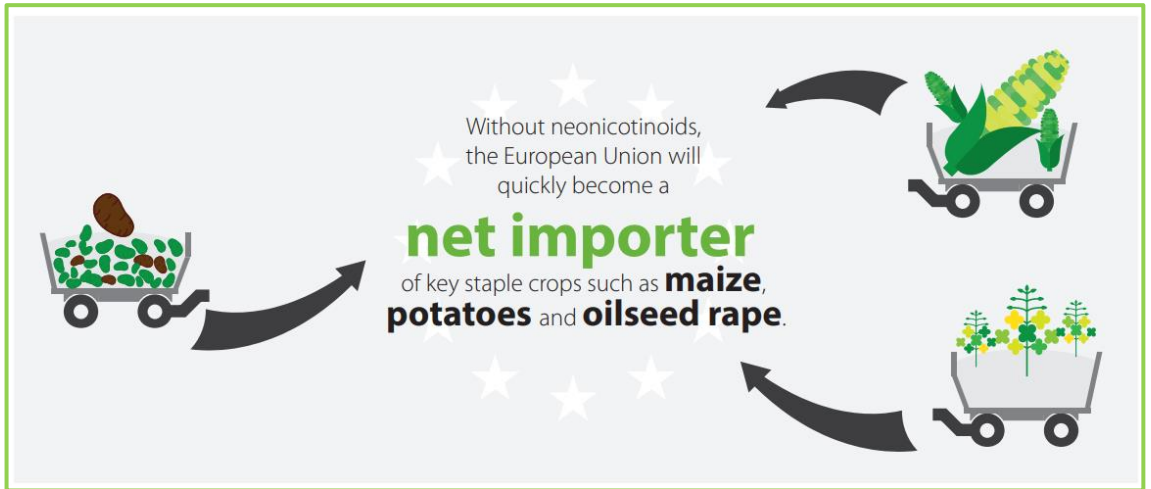 Without neonicotinoids,
the European Union will
quickly become a
net importer
of key staple crops such as maize,
potatoes and oilseed rape.